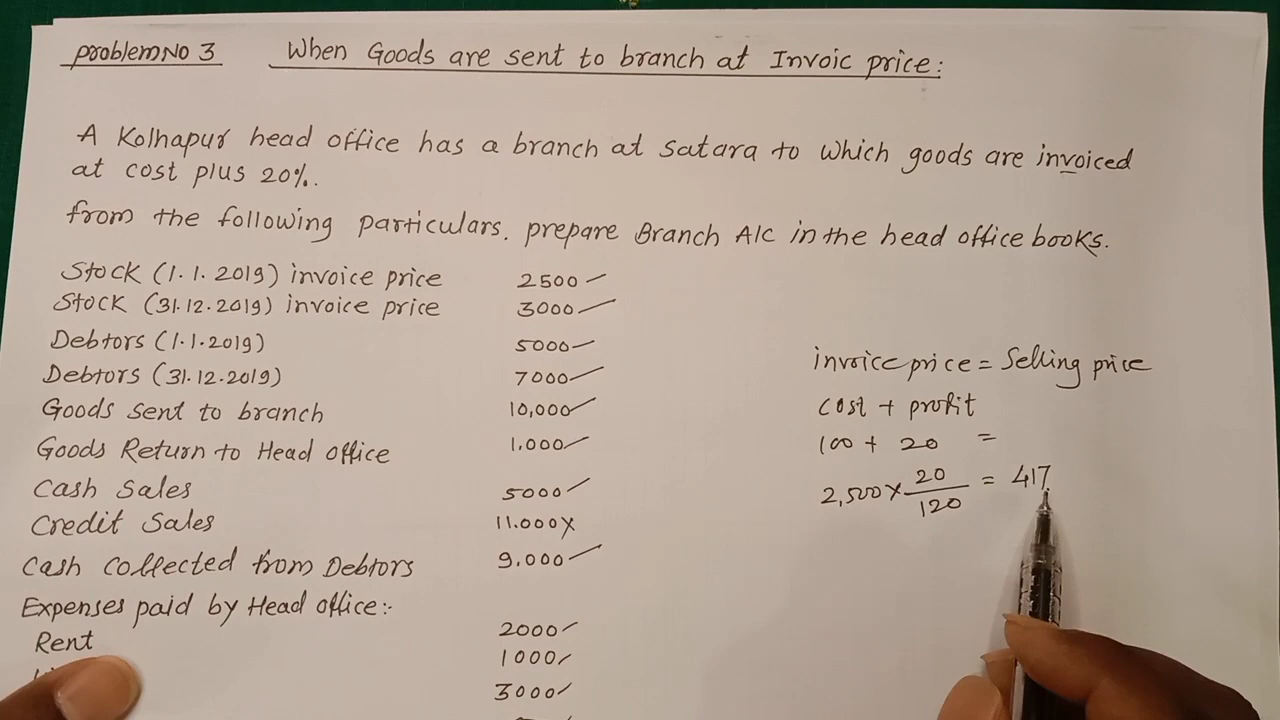 problem No 3 When Goods are sent to branch at Invoic price:
A Kolhapur head office has a branch at Satara to which goods are invoiced
at cost plus 20%.
from the following particulars. prepare Branch A/C in the head office books.
Stock (1.1.2019) invoice price 2500
Stock (31.12.2019) invoice price 3000
Debtors (1.1.2019) 5000
Debtors (31.12.2019) 7000
invoice price = Selling price
Goods sent to branch 10,000
cost + profit
Goods Return to Head office 1.000
100 + 20 =
Cash Sales 5000
2,500 x 20/120 = 417.
Credit Sales 11.000x
Cash collected from Debtors 9.000
Expenses paid by Head office:-
Rent 2000
1000
3000